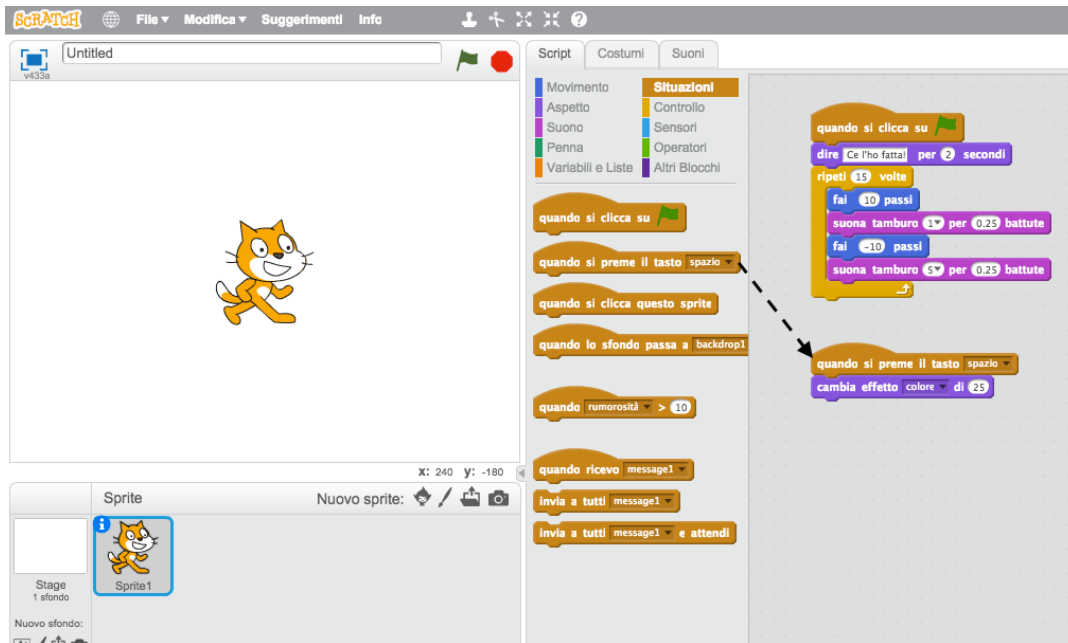 SCRATCH File Modifica Suggerimenti Info
Untitled
v433a
X: 240 y: -180
Sprite Nuovo sprite:
Stage
1 sfondo
Nuovo sfondo:
Sprite1
Script Costumi Suoni
Movimento Situazioni
Aspetto Controllo
Suono Sensori
Penna Operatori
Variabili e Liste Altri Blocchi
quando si clicca su
quando si preme il tasto spazio
quando si clicca questo sprite
quando lo sfondo passa a backdrop1
quando rumorosità > 10
quando ricevo message1
invia a tutti message1
invia a tutti message1 e attendi
quando si clicca su
dire Ce l'ho fatta! per 2 secondi
ripeti 15 volte
fai 10 passi
suona tamburo 1 per 0.25 battute
fai -10 passi
suona tamburo 5 per 0.25 battute
quando si preme il tasto spazio
cambia effetto colore di 25